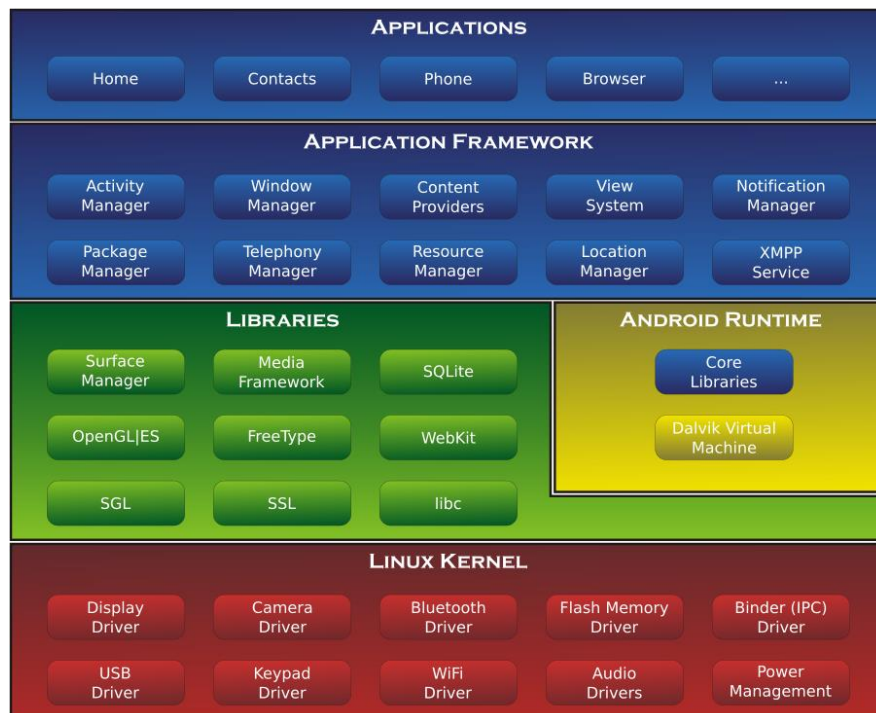 APPLICATIONS
Home
Contacts
Phone
Browser
...
APPLICATION FRAMEWORK
Activity
Manager
Window
Manager
Content
Providers
View
System
Notification
Manager
Package
Manager
Telephony
Manager
Resource
Manager
Location
Manager
XMPP
Service
LIBRARIES
Surface
Manager
Media
Framework
SQLite
OpenGL|ES
FreeType
WebKit
SGL
SSL
libc
ANDROID RUNTIME
Core
Libraries
Dalvik Virtual
Machine
LINUX KERNEL
Display
Driver
Camera
Driver
Bluetooth
Driver
Flash Memory
Driver
Binder (IPC)
Driver
USB
Driver
Keypad
Driver
WiFi
Driver
Audio
Drivers
Power
Management